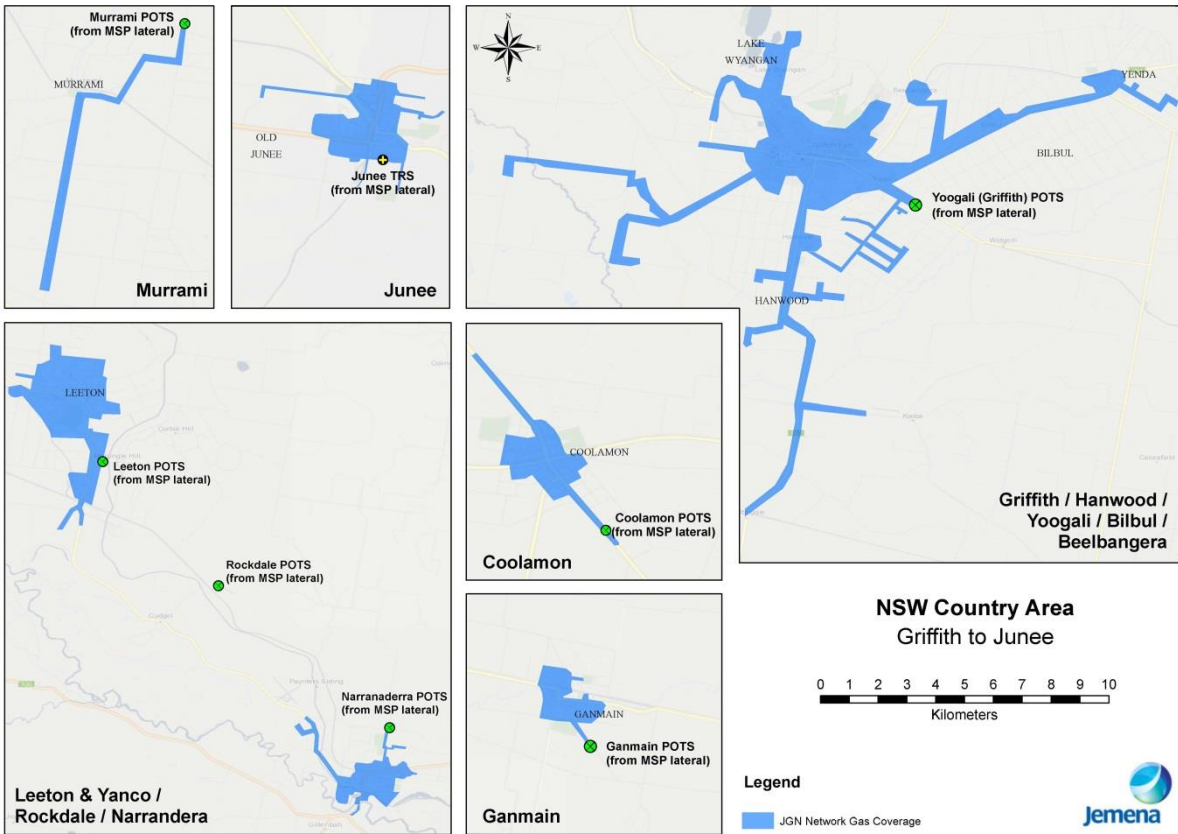 Murrami POTS
(from MSP lateral)
MURRAMI
Murrami
OLD
JUNEE
Junee TRS
(from MSP lateral)
Junee
N
W
E
S
LAKE
WYANGAN
YENDA
BILBUL
Yoogali (Griffith) POTS
(from MSP lateral)
HANWOOD
Griffith / Hanwood /
Yoogali / Bilbul /
Beelbangera
LEETON
Leeton POTS
(from MSP lateral)
Rockdale POTS
(from MSP lateral)
Narranaderra POTS
(from MSP lateral)
Leeton & Yanco /
Rockdale / Narrandera
COOLAMON
Coolamon POTS
(from MSP lateral)
Coolamon
GANMAIN
Ganmain POTS
(from MSP lateral)
Ganmain
NSW Country Area
Griffith to Junee
0 1 2 3 4 5 6 7 8 9 10
Kilometers
Legend
JGN Network Gas Coverage
Jemena